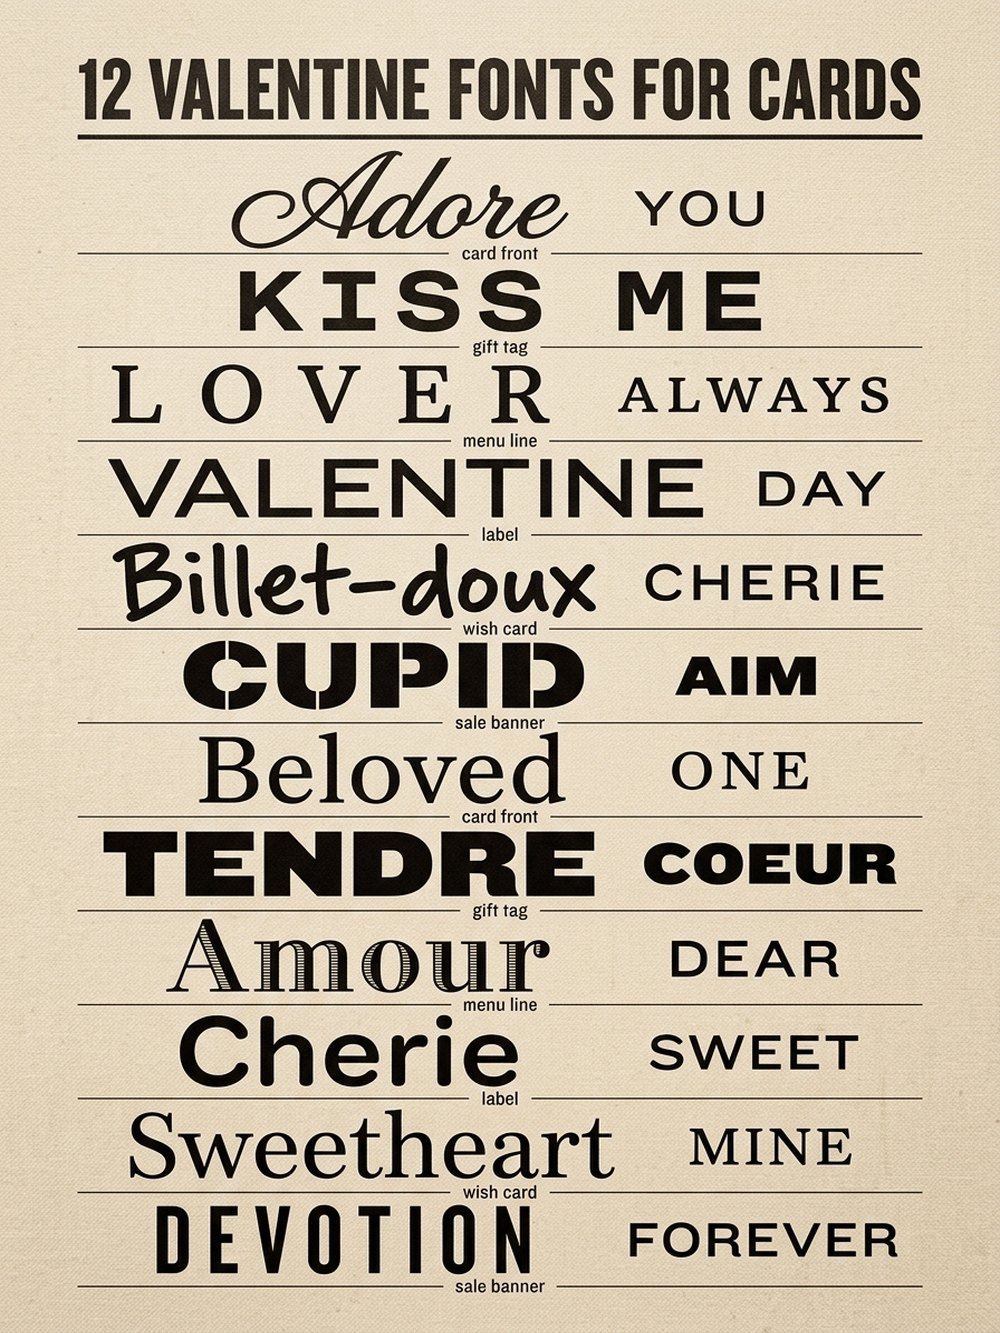 12 VALENTINE FONTS FOR CARDS
Adore YOU
card front
KISS ME
gift tag
LOVER ALWAYS
menu line
VALENTINE DAY
label
Billet-doux CHERIE
wish card
CUPID AIM
sale banner
Beloved ONE
card front
TENDRE COEUR
gift tag
Amour DEAR
menu line
Cherie SWEET
label
Sweetheart MINE
wish card
DEVOTION FOREVER
sale banner